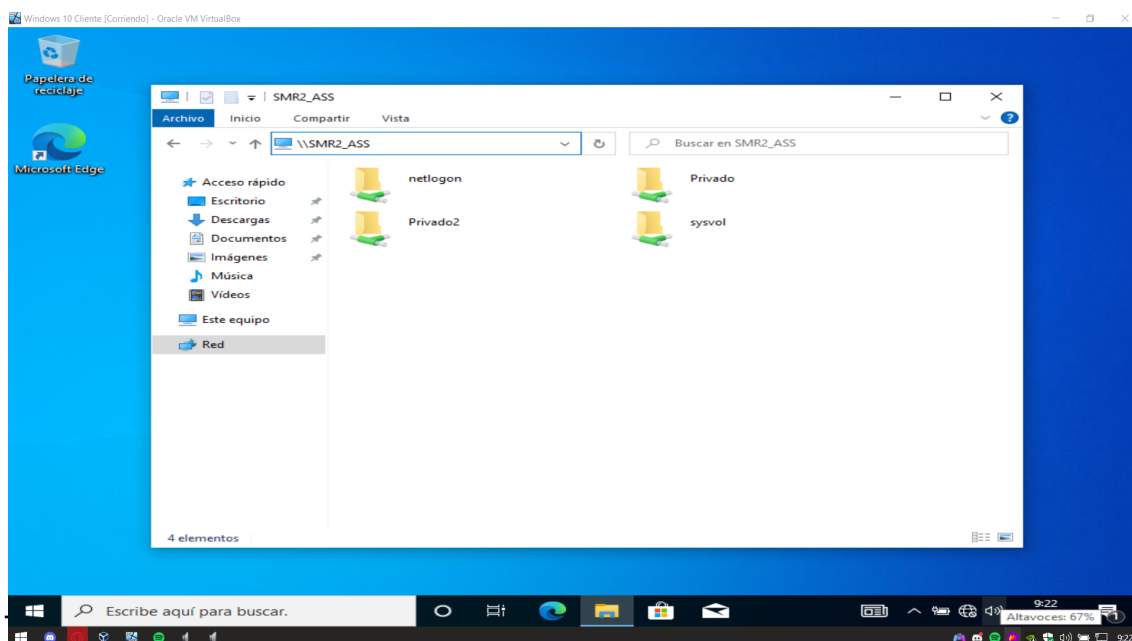 Windows 10 Cliente [Corriendo] - Oracle VM VirtualBox
Papelera de
reciclaje
Microsoft Edge
SMR2_ASS
Archivo Inicio Compartir Vista
\\SMR2_ASS
Buscar en SMR2_ASS
Acceso rápido
Escritorio
Descargas
Documentos
Imágenes
Música
Vídeos
Este equipo
Red
netlogon
Privado
Privado2
sysvol
4 elementos
Escribe aquí para buscar.
9:22
Altavoces: 67%
1